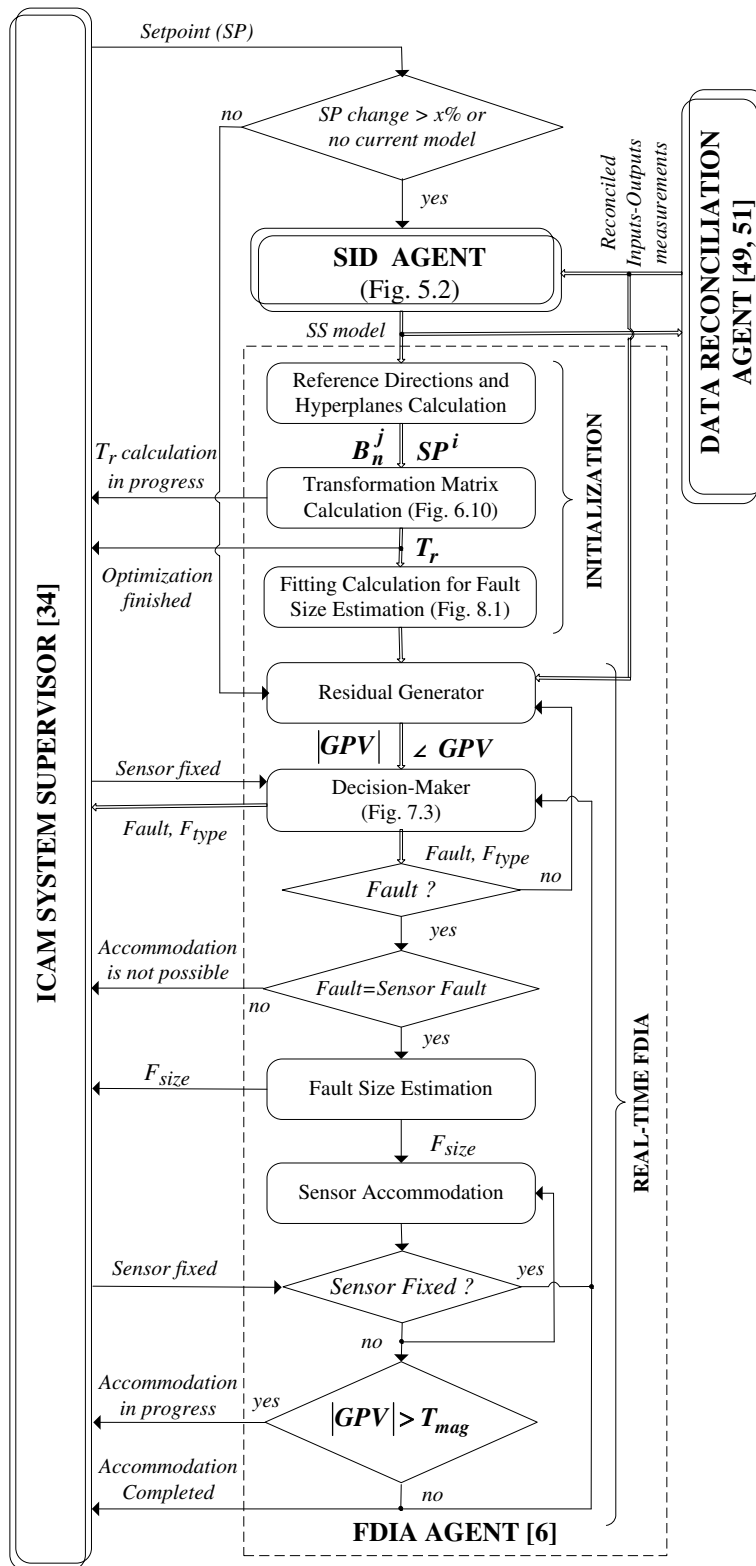 Setpoint (SP)
no
SP change > x% or
no current model
yes
Reconciled
Inputs-Outputs
measurements
DATA RECONCILIATION
AGENT [49, 51]
SID AGENT
(Fig. 5.2)
SS model
Reference Directions and
Hyperplanes Calculation
B_n^j SP^i
T_r calculation
in progress
Transformation Matrix
Calculation (Fig. 6.10)
INITIALIZATION
T_r
Optimization
finished
Fitting Calculation for Fault
Size Estimation (Fig. 8.1)
Residual Generator
|GPV| ∠ GPV
Sensor fixed
Decision-Maker
(Fig. 7.3)
Fault, F_type
Fault, F_type
Fault ?
no
yes
ICAM SYSTEM SUPERVISOR [34]
Accommodation
is not possible
Fault=Sensor Fault
no
yes
REAL-TIME FDIA
F_size
Fault Size Estimation
F_size
Sensor Accommodation
Sensor fixed
Sensor Fixed ?
yes
no
Accommodation
in progress
yes
|GPV| > T_mag
Accommodation
Completed
no
FDIA AGENT [6]